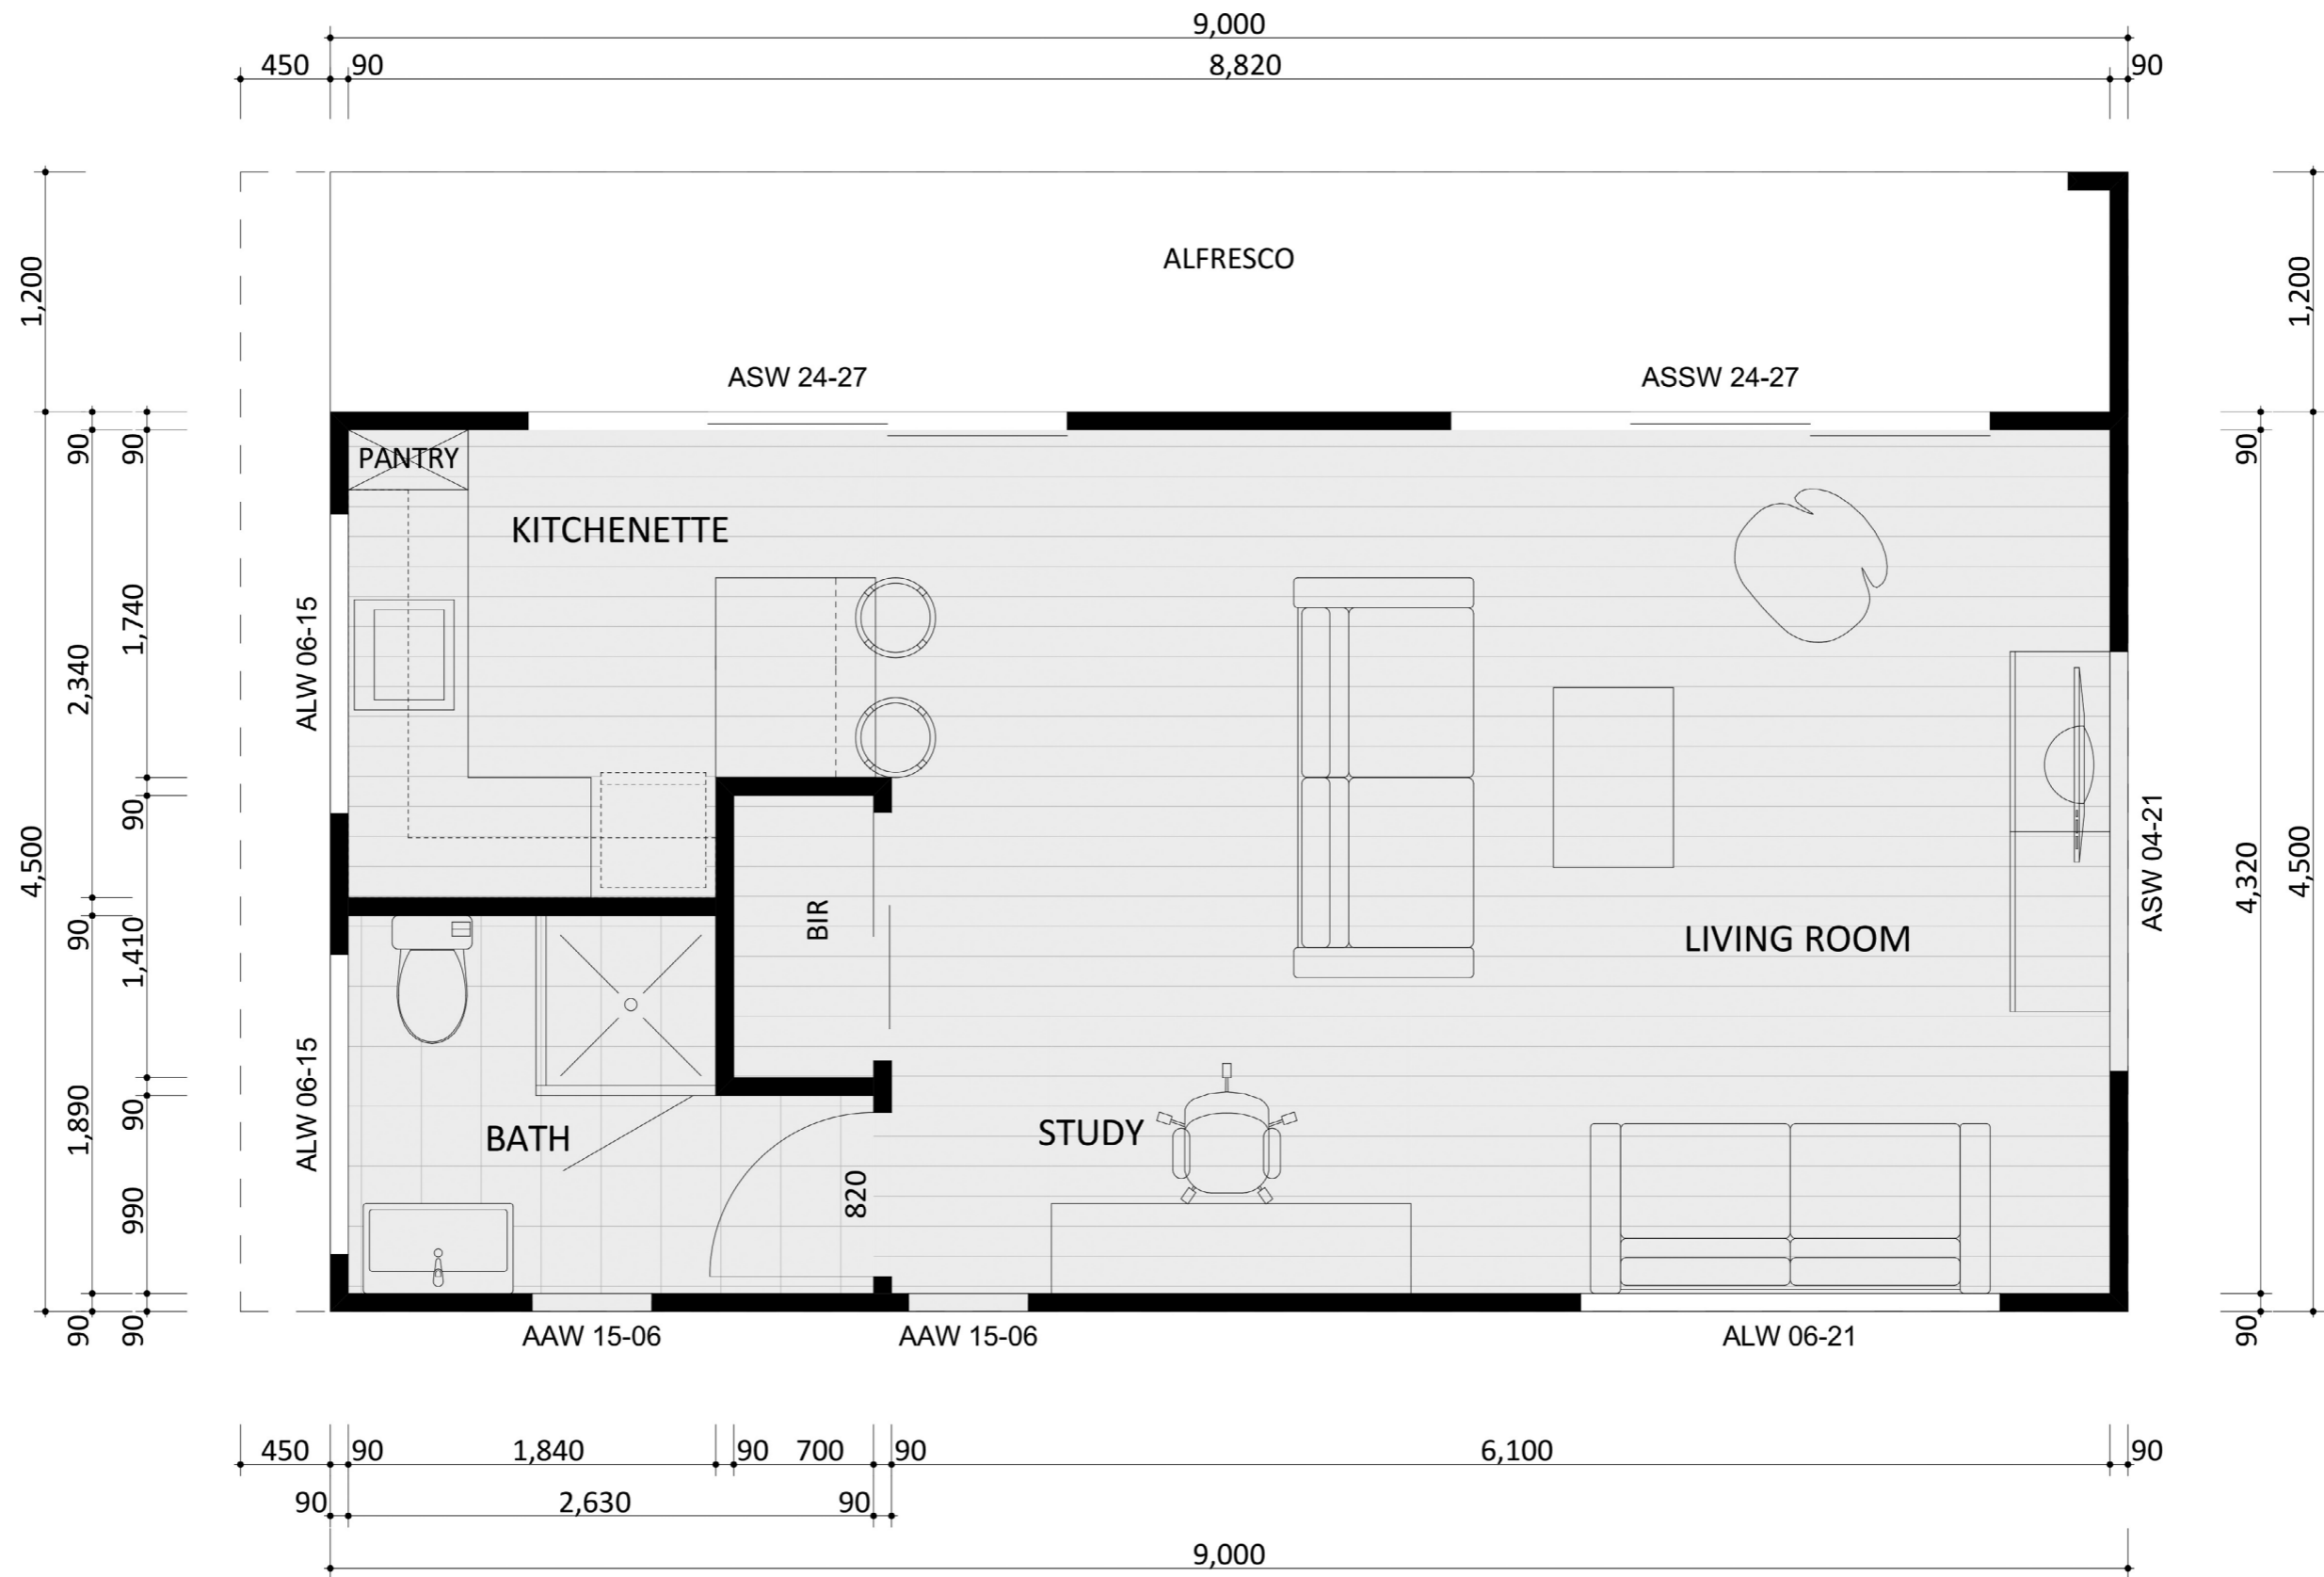 9,000
450 90 8,820 90
1,200
1,200
ALFRESCO
ASW 24-27
ASSW 24-27
90
90
90
PANTRY
KITCHENETTE
1,740
ALW 06-15
2,340
90
4,500
ASW 04-21
4,320
4,500
BIR
LIVING ROOM
90
1,410
ALW 06-15
1,890
90
BATH
STUDY
820
990
90
90
90
AAW 15-06
AAW 15-06
ALW 06-21
450 90 1,840 90 700 90 6,100 90
90 2,630 90
9,000